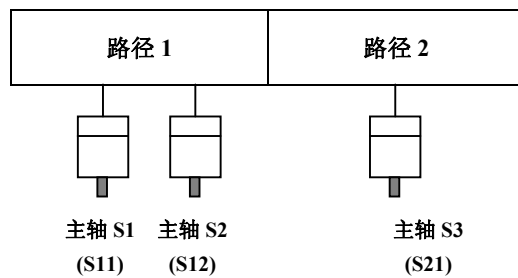 路径 1 路径 2
主轴 S1 主轴 S2 主轴 S3
(S11) (S12) (S21)